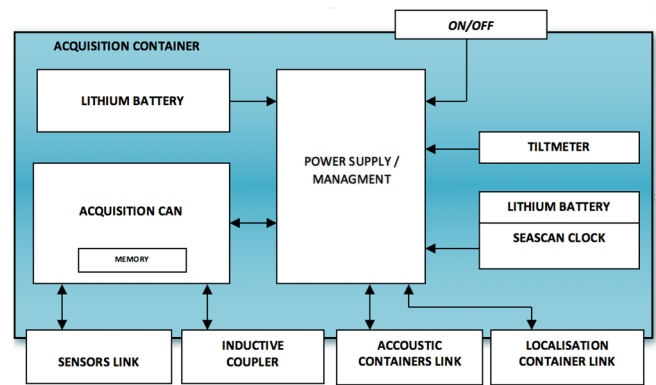 ON/OFF
ACQUISITION CONTAINER
LITHIUM BATTERY
POWER SUPPLY /
MANAGMENT
TILTMETER
ACQUISITION CAN
MEMORY
LITHIUM BATTERY
SEASCAN CLOCK
SENSORS LINK
INDUCTIVE
COUPLER
ACCOUSTIC
CONTAINERS LINK
LOCALISATION
CONTAINER LINK